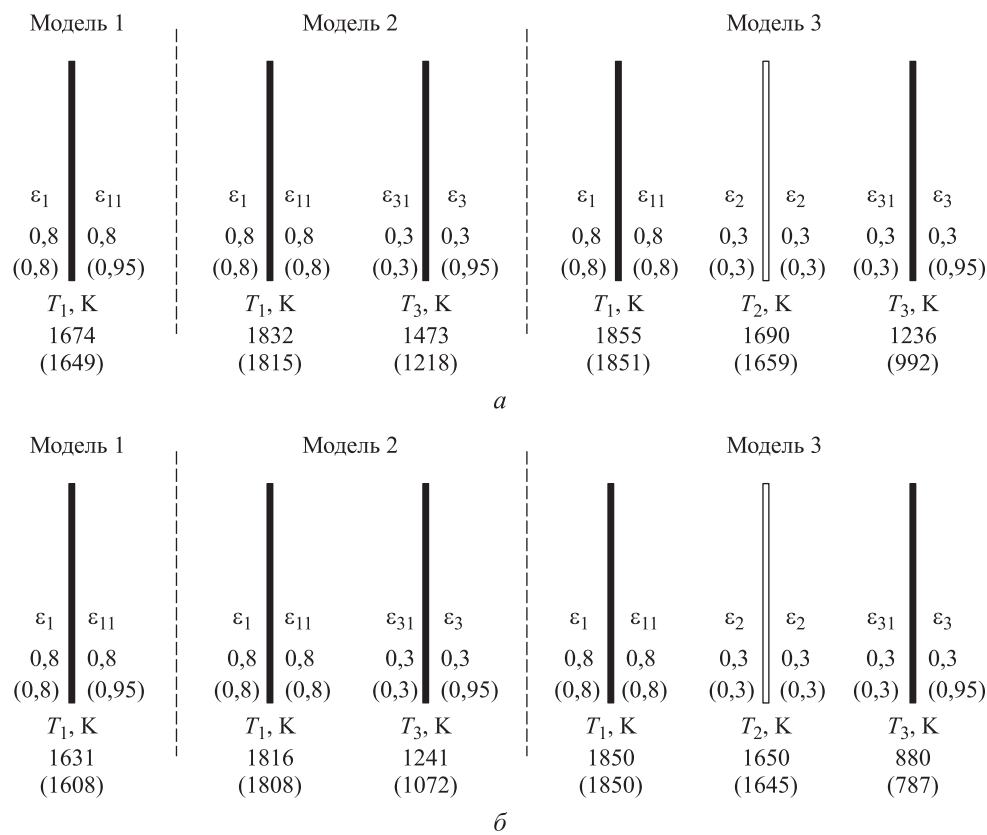 Модель 1 Модель 2 Модель 3
ε1 ε11 ε1 ε11 ε31 ε3 ε1 ε11 ε2 ε2 ε31 ε3
0,8 0,8 0,8 0,8 0,3 0,3 0,8 0,8 0,3 0,3 0,3 0,3
(0,8) (0,95) (0,8) (0,8) (0,3) (0,95) (0,8) (0,8) (0,3) (0,3) (0,3) (0,95)
T1, K T1, K T3, K T1, K T2, K T3, K
1674 1832 1473 1855 1690 1236
(1649) (1815) (1218) (1851) (1659) (992)
а
Модель 1 Модель 2 Модель 3
ε1 ε11 ε1 ε11 ε31 ε3 ε1 ε11 ε2 ε2 ε31 ε3
0,8 0,8 0,8 0,8 0,3 0,3 0,8 0,8 0,3 0,3 0,3 0,3
(0,8) (0,95) (0,8) (0,8) (0,3) (0,95) (0,8) (0,8) (0,3) (0,3) (0,3) (0,95)
T1, K T1, K T3, K T1, K T2, K T3, K
1631 1816 1241 1850 1650 880
(1608) (1808) (1072) (1850) (1645) (787)
б